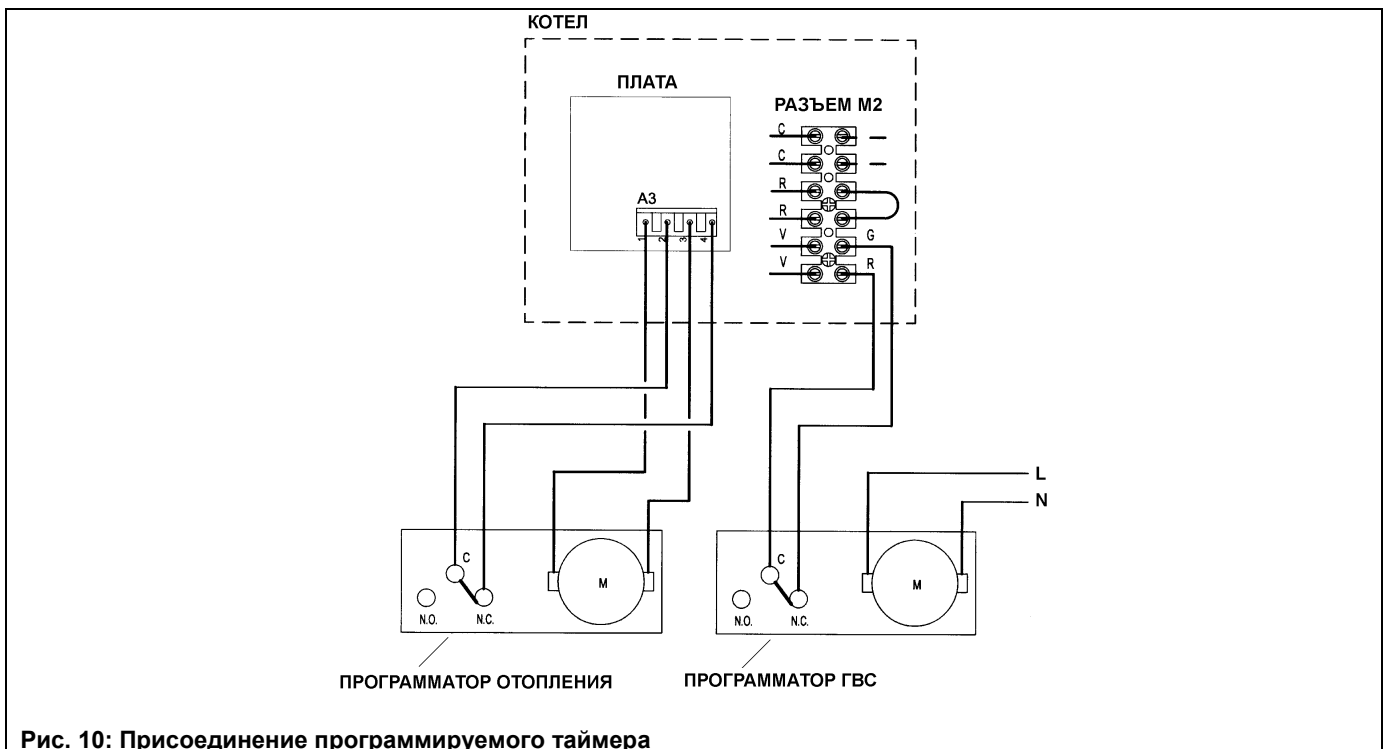 КОТЕЛ
ПЛАТА
РАЗЪЕМ М2
C
C
R
R
V
G
V
R
A3
1 2 3 4
L
N
C
M
N.O. N.C.
C
M
N.O. N.C.
ПРОГРАММАТОР ОТОПЛЕНИЯ
ПРОГРАММАТОР ГВС
Рис. 10: Присоединение программируемого таймера